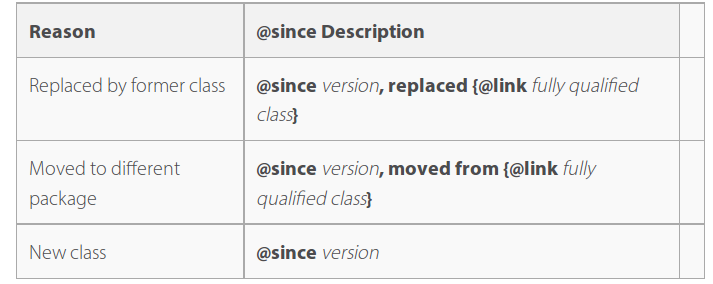 Reason @since Description
Replaced by former class @since version, replaced {@link fully qualified
class}
Moved to different @since version, moved from {@link fully
package qualified class}
New class @since version